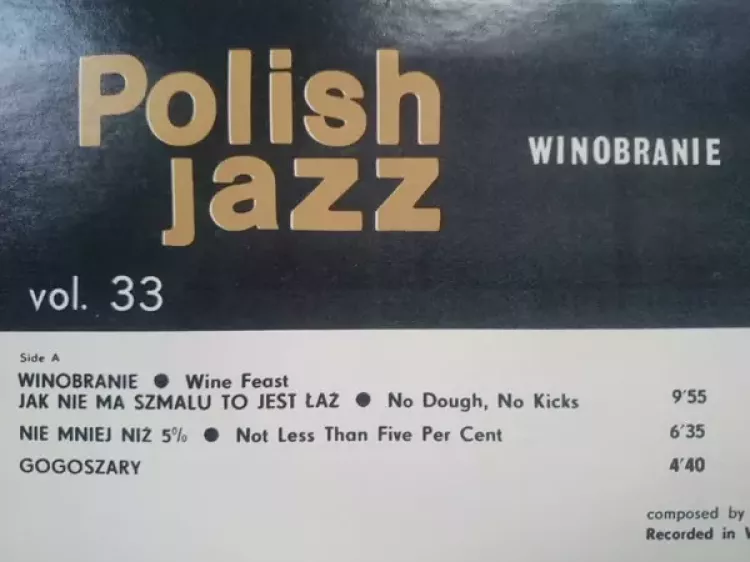 Polish
jazz
WINOBRANIE
vol. 33
Side A
WINOBRANIE ● Wine Feast
JAK NIE MA SZMALU TO JEST ŁAŹ ● No Dough, No Kicks 9'55
NIE MNIEJ NIŻ 5% ● Not Less Than Five Per Cent 6'35
GOGOSZARY 4'40
composed by
Recorded in